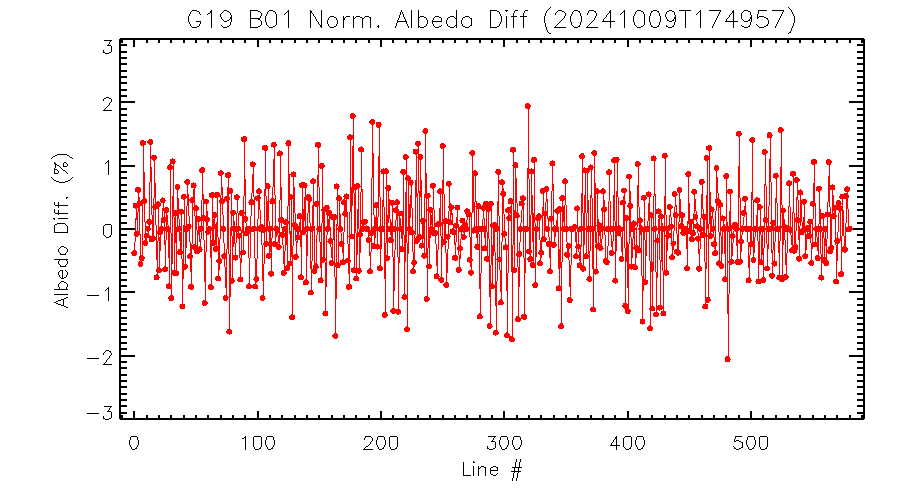 G19 B01 Norm. Albedo Diff (20241009T174957)
3
2
1
0
-1
-2
-3
Albedo Diff. (%)
0 100 200 300 400 500
Line #